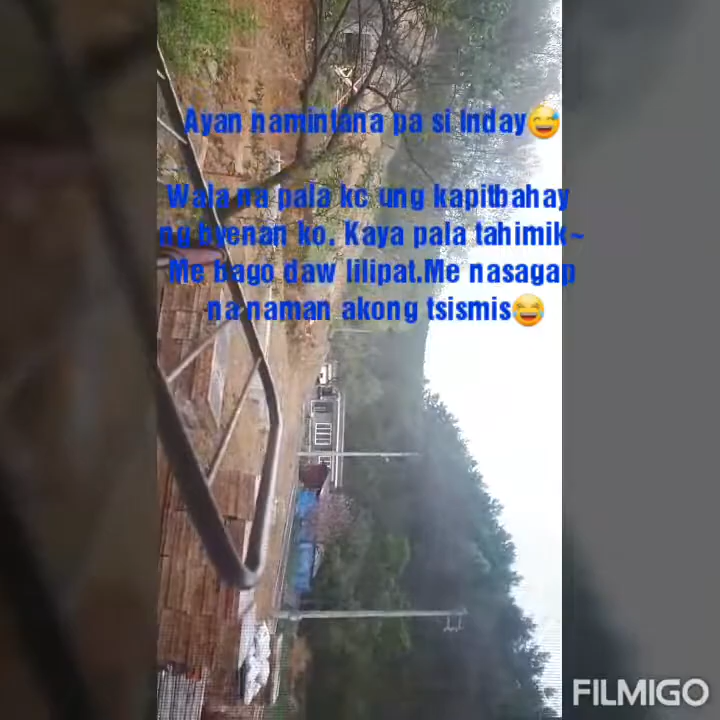 Ayan namintana pa si Inday😅
Wala na pala kc ung kapitbahay
ng byenan ko. Kaya pala tahimik~
Me bago daw lilipat.Me nasagap
na naman akong tsismis😂
FILMIGO